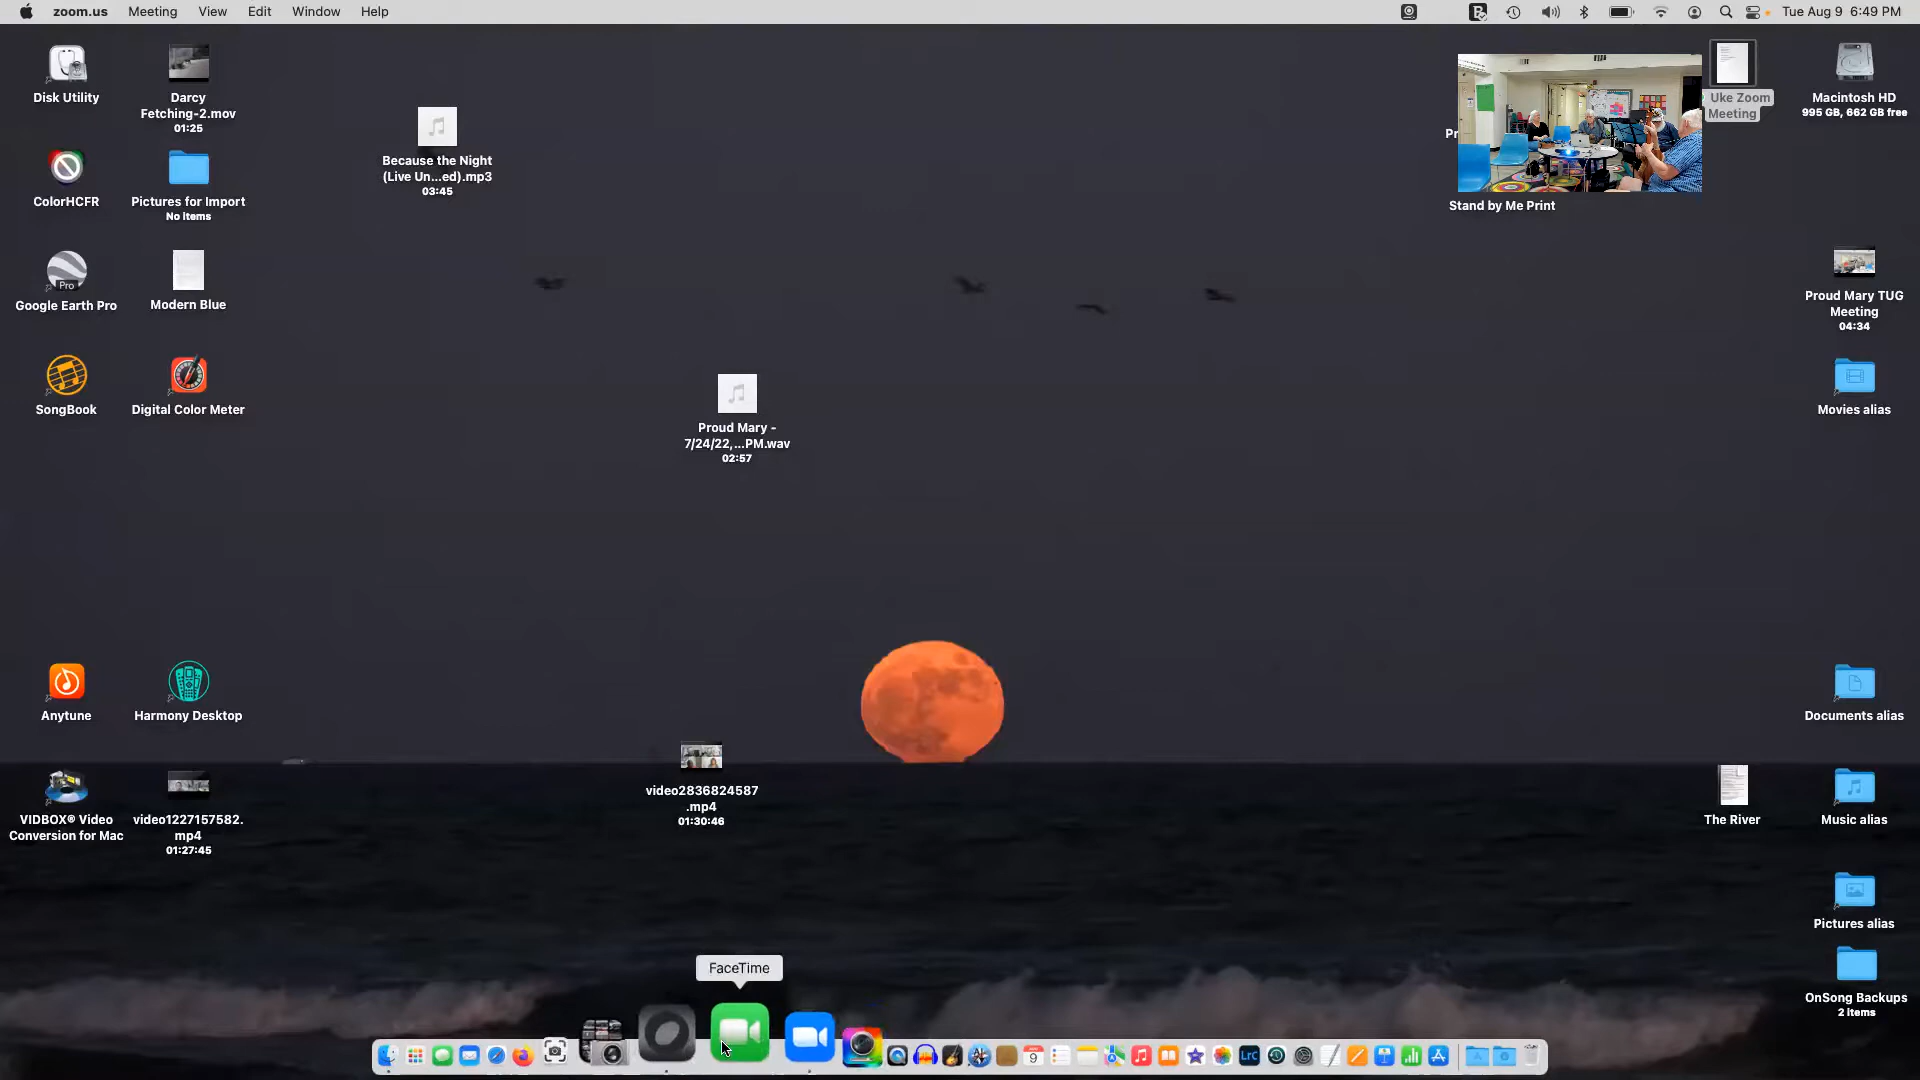 zoom.us Meeting View Edit Window Help
Tue Aug 9 6:49 PM
Disk Utility
Darcy
Fetching-2.mov
01:25
ColorHCFR
Pictures for Import
No items
Google Earth Pro
Pro
Modern Blue
SongBook
Digital Color Meter
Because the Night
(Live Un...ed).mp3
03:45
Proud Mary -
7/24/22,...PM.wav
02:57
Pr
Stand by Me Print
Uke Zoom
Meeting
Macintosh HD
995 GB, 662 GB free
Proud Mary TUG
Meeting
04:34
Movies alias
Anytune
Harmony Desktop
VIDBOX® Video
Conversion for Mac
video1227157582.
mp4
01:27:45
video2836824587
.mp4
01:30:46
Documents alias
The River
Music alias
Pictures alias
OnSong Backups
2 items
FaceTime
9
Lrc